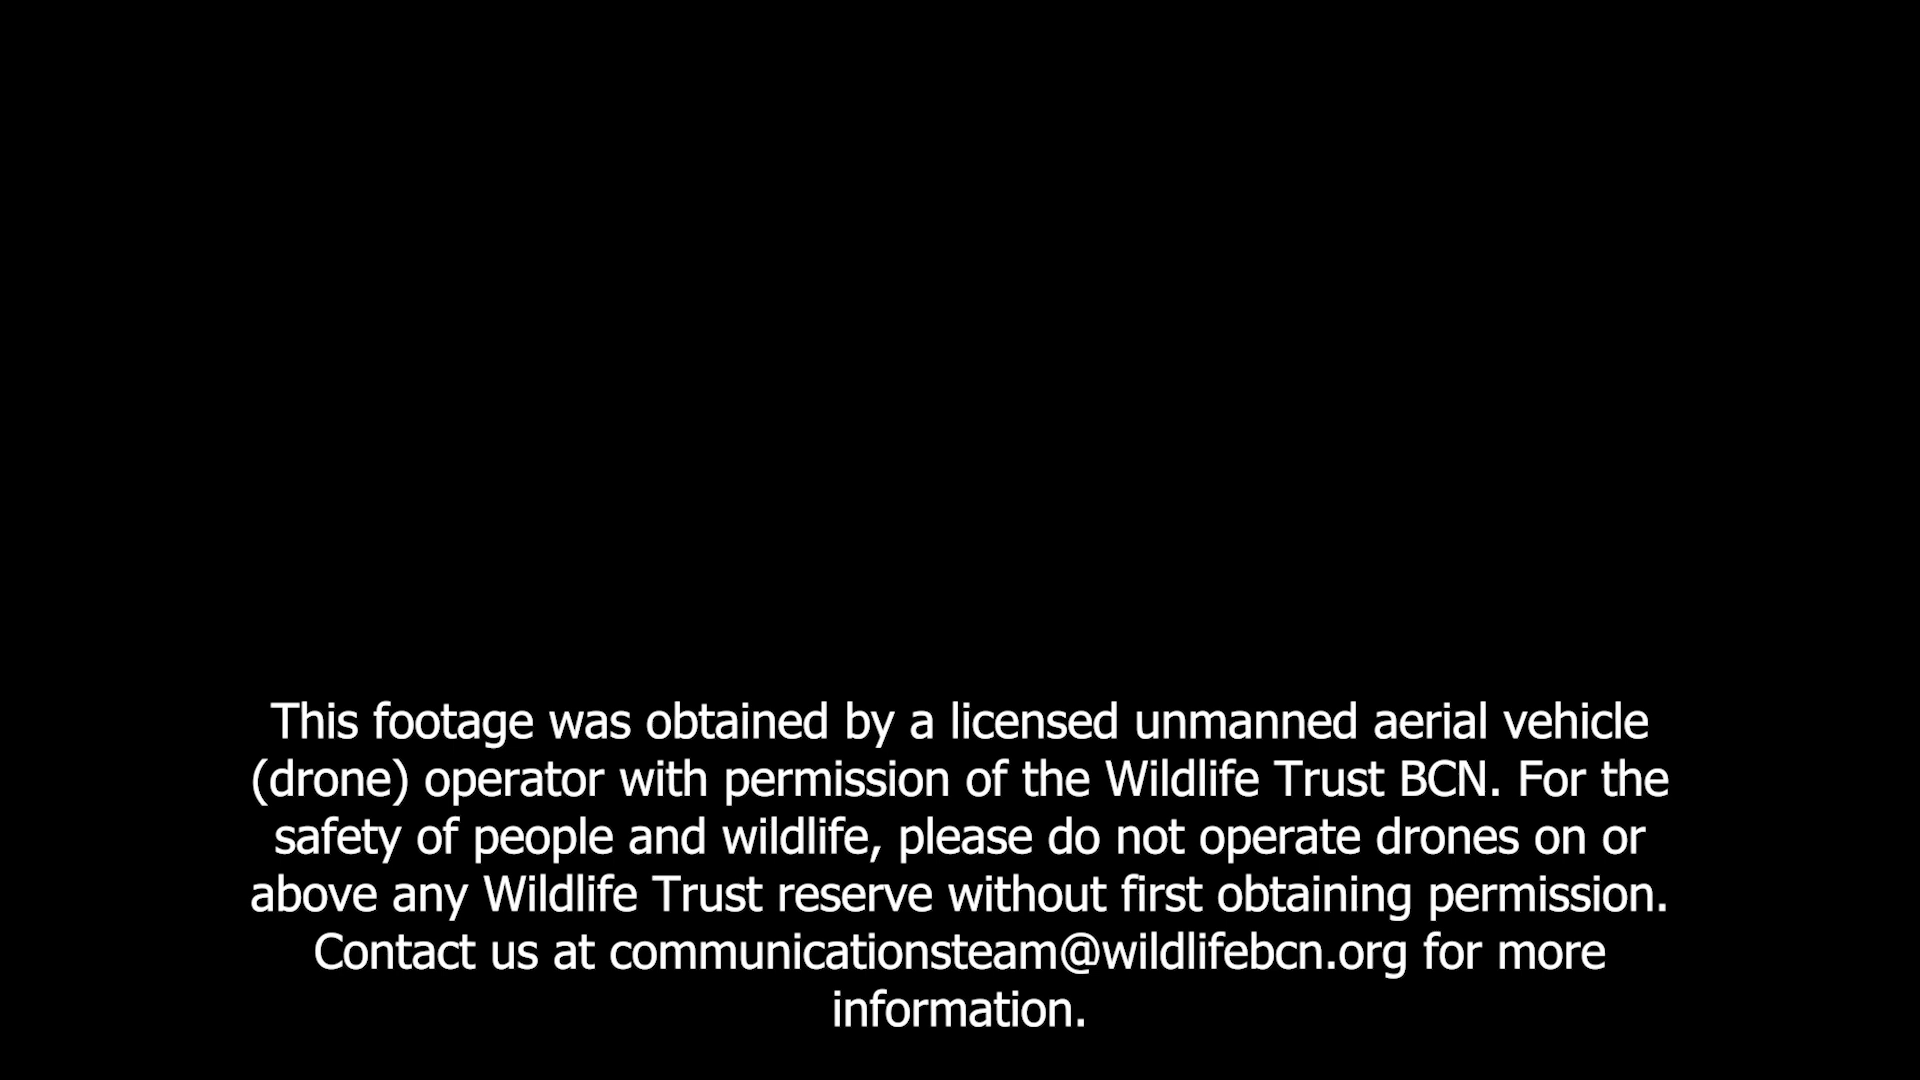 This footage was obtained by a licensed unmanned aerial vehicle
(drone) operator with permission of the Wildlife Trust BCN. For the
safety of people and wildlife, please do not operate drones on or
above any Wildlife Trust reserve without first obtaining permission.
Contact us at communicationsteam@wildlifebcn.org for more
information.